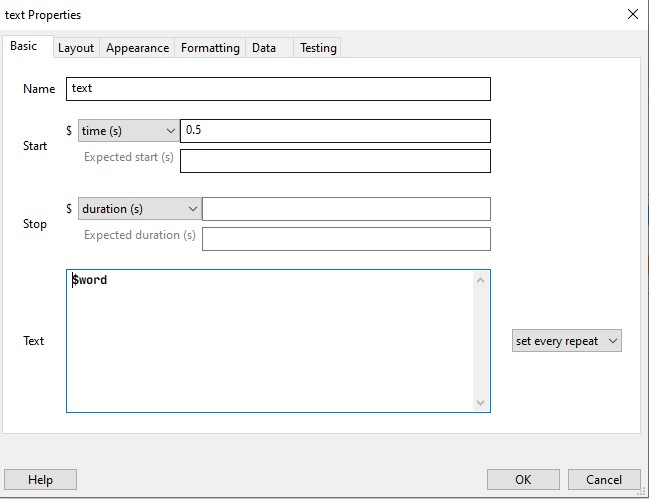 text Properties
Basic Layout Appearance Formatting Data Testing
Name text
$ time (s) 0.5
Start
Expected start (s)
$ duration (s)
Stop
Expected duration (s)
$word
Text
set every repeat
Help OK Cancel